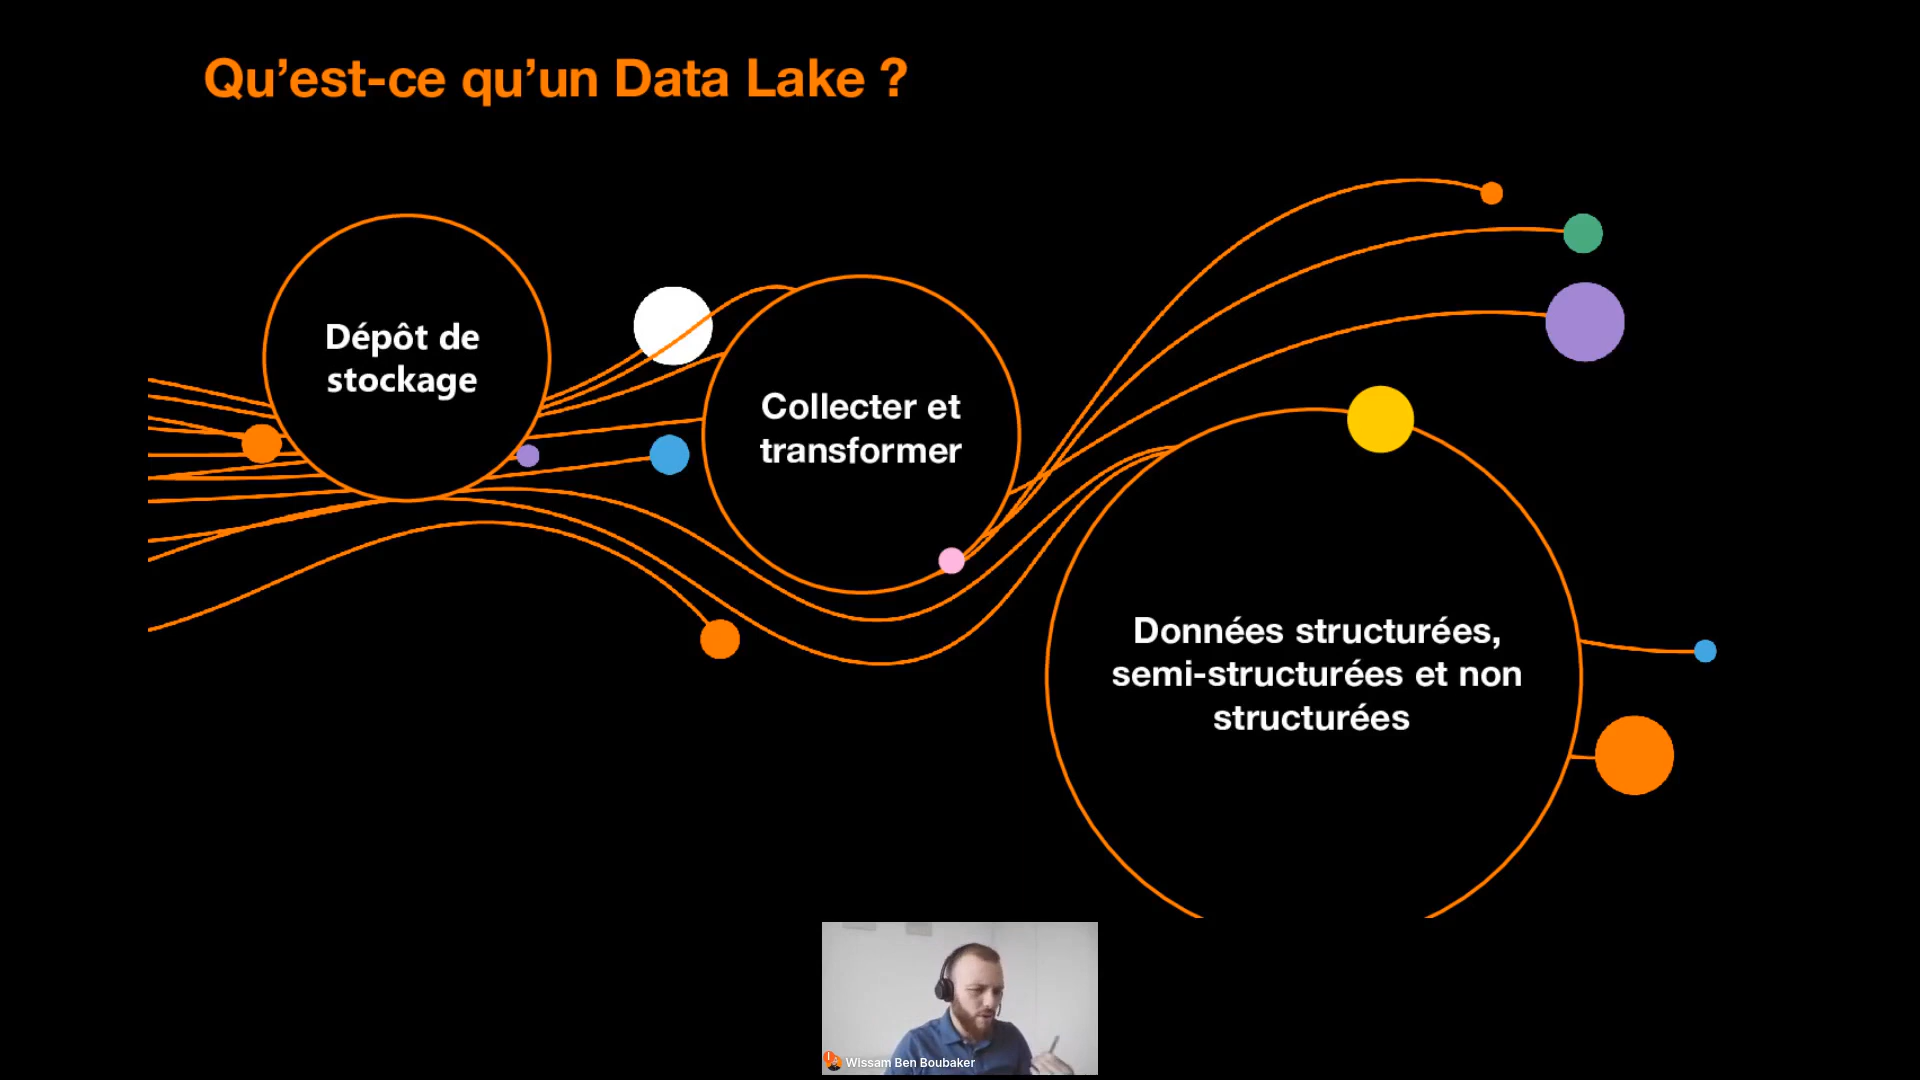 Qu’est-ce qu’un Data Lake ?
Dépôt de
stockage
Collecter et
transformer
Données structurées,
semi-structurées et non
structurées
Wissam Ben Boubaker